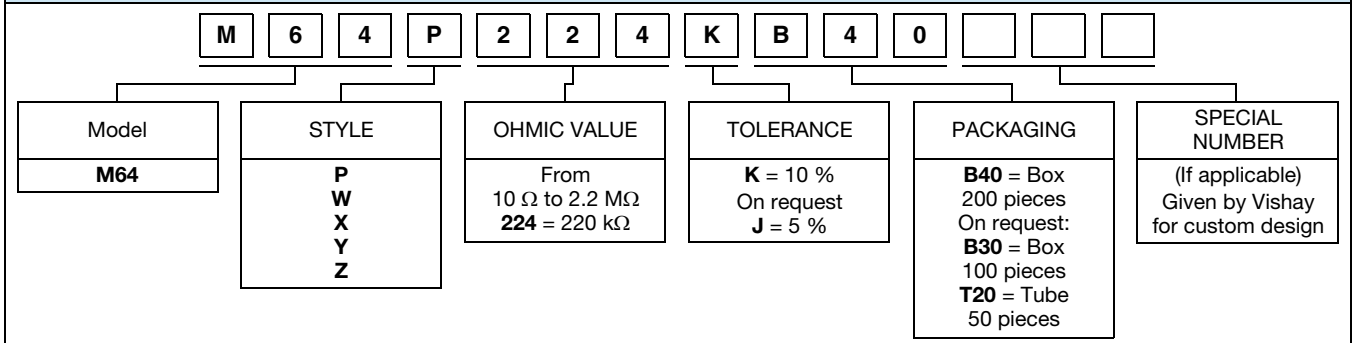 M 6 4 P 2 2 4 K B 4 0
Model
M64
STYLE
P
W
X
Y
Z
OHMIC VALUE
From
10 Ω to 2.2 MΩ
224 = 220 kΩ
TOLERANCE
K = 10 %
On request
J = 5 %
PACKAGING
B40 = Box
200 pieces
On request:
B30 = Box
100 pieces
T20 = Tube
50 pieces
SPECIAL
NUMBER
(If applicable)
Given by Vishay
for custom design